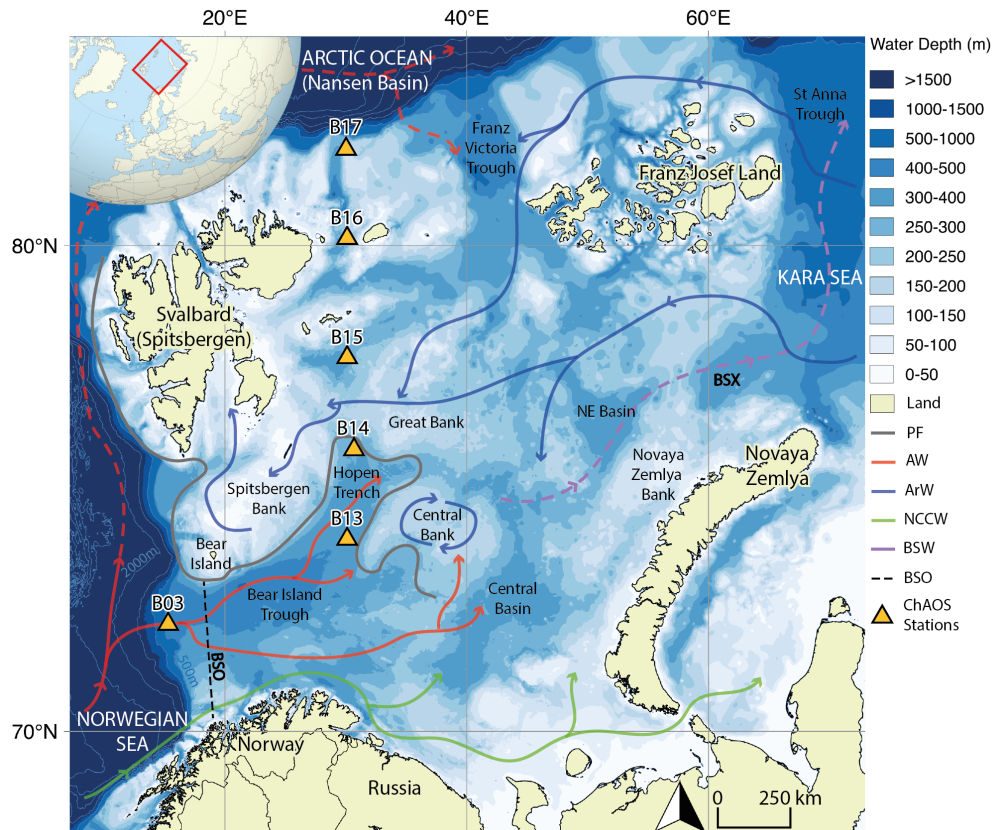 20°E
40°E
60°E
ARCTIC OCEAN
(Nansen Basin)
St Anna
Trough
B17
Franz
Victoria
Trough
Franz Josef Land
B16
80°N
KARA SEA
Svalbard
(Spitsbergen)
B15
BSX
Great Bank
NE Basin
B14
Hopen
Trench
Novaya
Zemlya
Bank
Novaya
Zemlya
Spitsbergen
Bank
B13
Central
Bank
Bear
Island
2000m
Bear Island
Trough
Central
Basin
B03
500m
BSO
NORWEGIAN
SEA
70°N
Norway
Russia
0
250 km
Water Depth (m)
>1500
1000-1500
500-1000
400-500
300-400
250-300
200-250
150-200
100-150
50-100
0-50
Land
PF
AW
ArW
NCCW
BSW
BSO
ChAOS
Stations